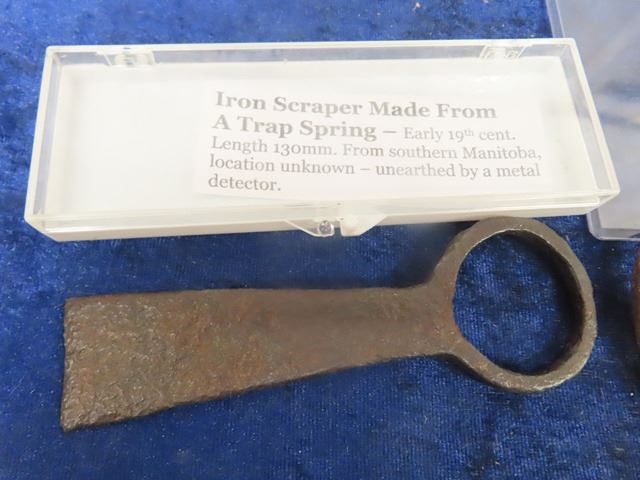 Iron Scraper Made From
A Trap Spring – Early 19th cent.
Length 130mm. From southern Manitoba,
location unknown – unearthed by a metal
detector.